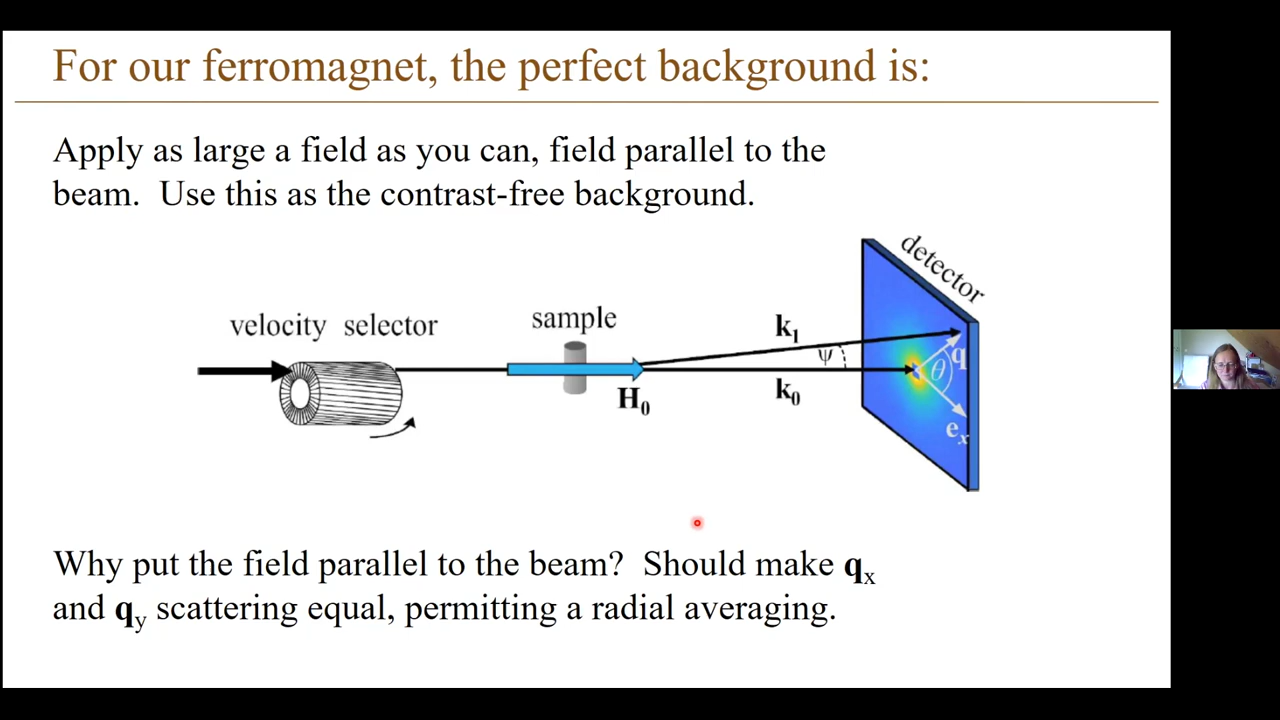 For our ferromagnet, the perfect background is:
Apply as large a field as you can, field parallel to the
beam. Use this as the contrast-free background.
detector
velocity selector
sample
k₁
ψ
q
θ
H₀
k₀
eₓ
Why put the field parallel to the beam? Should make qₓ
and q_y scattering equal, permitting a radial averaging.